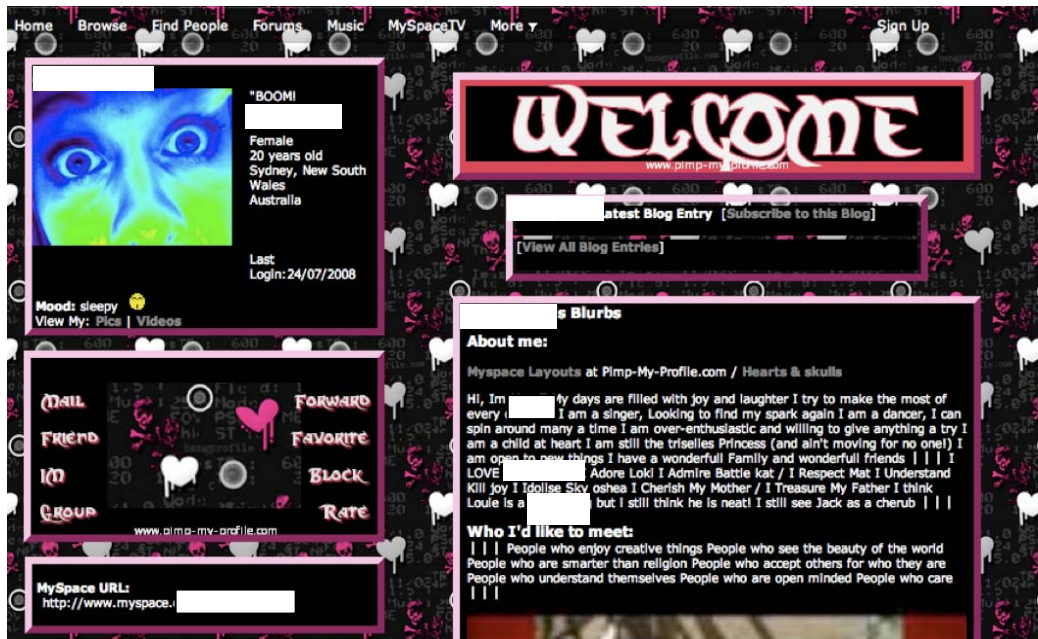 Home Browse Find People Forums Music MySpaceTV More Sign Up
"BOOM!
Female
20 years old
Sydney, New South
Wales
Australia
Last
Login:24/07/2008
Mood: sleepy
View My: Pics | Videos
Mail Forward
Friend Favorite
IM Block
Group Rate
www.pimp-my-profile.com
MySpace URL:
http://www.myspace.
WELCOME
www.pimp-my-profile.com
atest Blog Entry [Subscribe to this Blog]
[View All Blog Entries]
s Blurbs
About me:
Myspace Layouts at Pimp-My-Profile.com / Hearts & skulls
Hi, Im My days are filled with joy and laughter I try to make the most of
every I am a singer, Looking to find my spark again I am a dancer, I can
spin around many a time I am over-enthusiastic and willing to give anything a try I
am a child at heart I am still the triselies Princess (and ain't moving for no one!) I
am open to new things I have a wonderfull Family and wonderfull friends | | | I
LOVE Adore Loki I Admire Battle kat / I Respect Mat I Understand
Kill joy I Idolise Sky oshea I Cherish My Mother / I Treasure My Father I think
Louie is a but i still think he is neat! I still see Jack as a cherub | | |
Who I'd like to meet:
| | | People who enjoy creative things People who see the beauty of the world
People who are smarter than religion People who accept others for who they are
People who understand themselves People who are open minded People who care
| | |